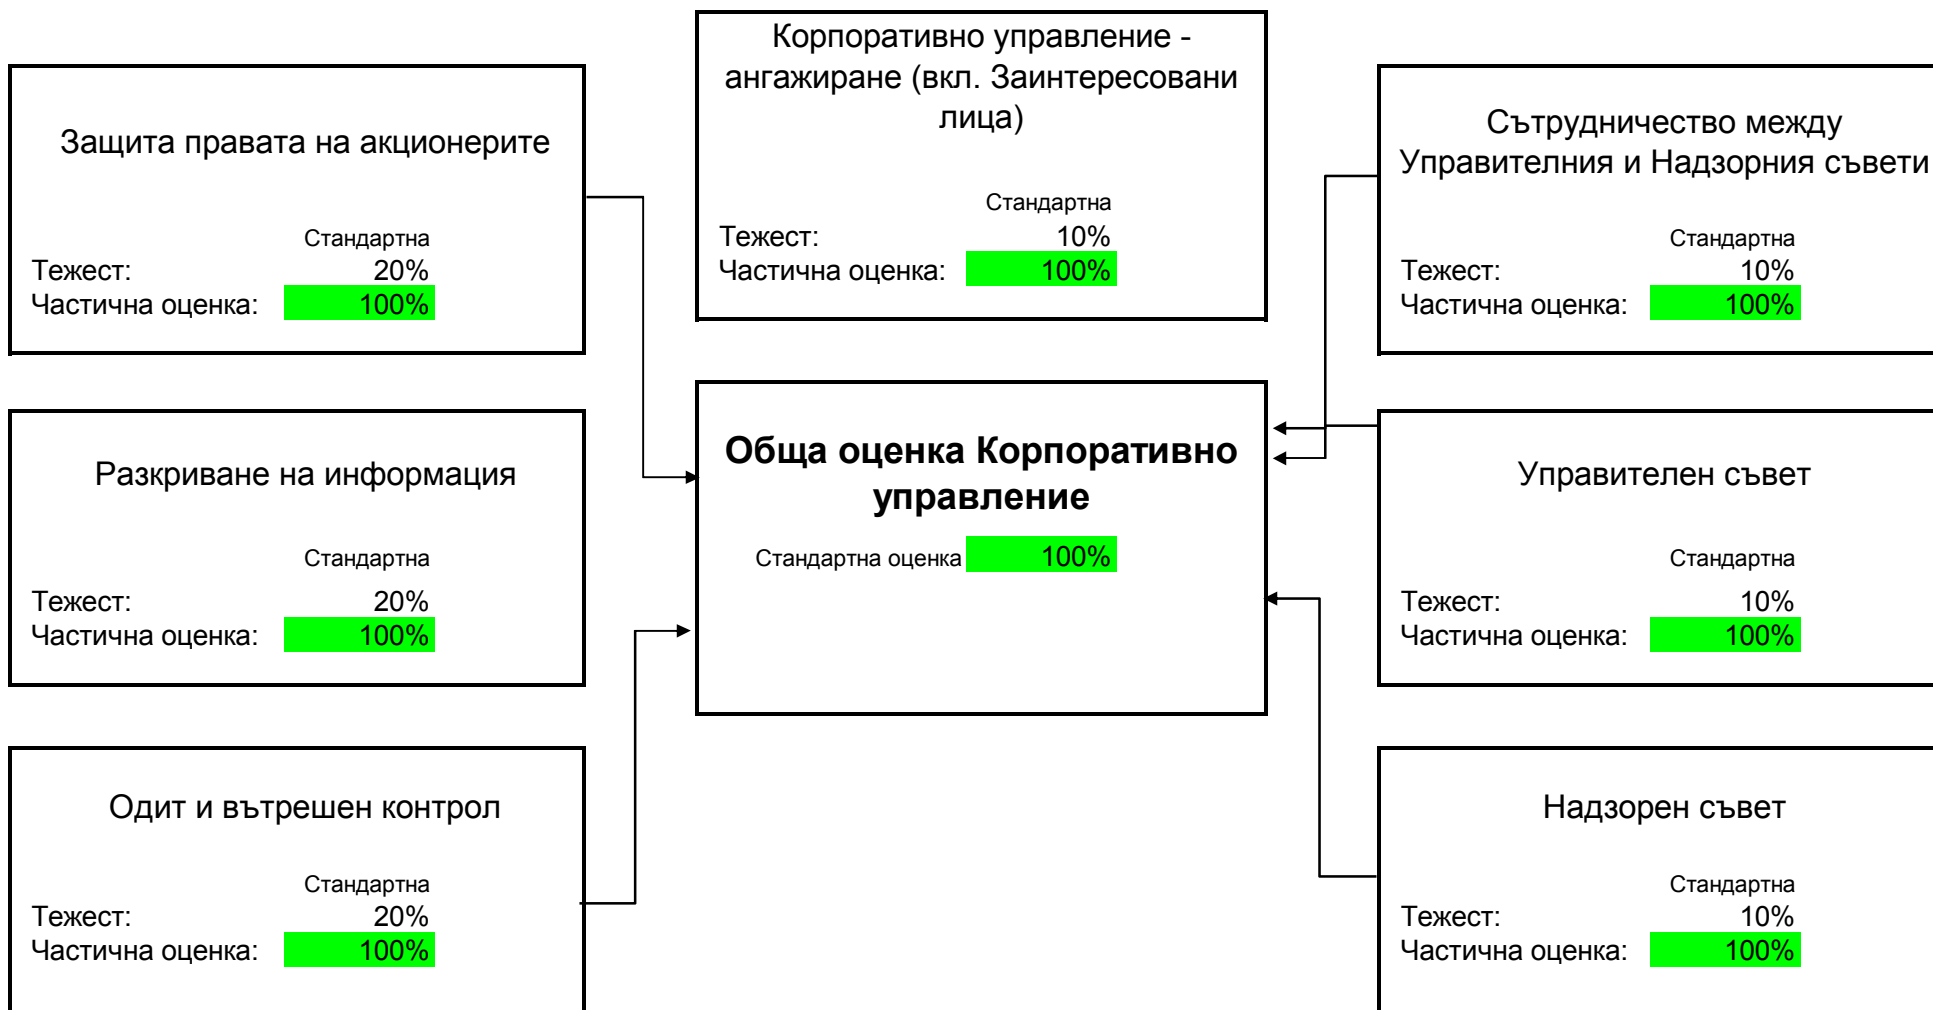 Корпоративно управление -
ангажиране (вкл. Заинтересовани
лица)
Стандартна
Тежест: 10%
Частична оценка: 100%
Защита правата на акционерите
Стандартна
Тежест: 20%
Частична оценка: 100%
Сътрудничество между
Управителния и Надзорния съвети
Стандартна
Тежест: 10%
Частична оценка: 100%
Разкриване на информация
Стандартна
Тежест: 20%
Частична оценка: 100%
Обща оценка Корпоративно
управление
Стандартна оценка 100%
Управителен съвет
Стандартна
Тежест: 10%
Частична оценка: 100%
Одит и вътрешен контрол
Стандартна
Тежест: 20%
Частична оценка: 100%
Надзорен съвет
Стандартна
Тежест: 10%
Частична оценка: 100%